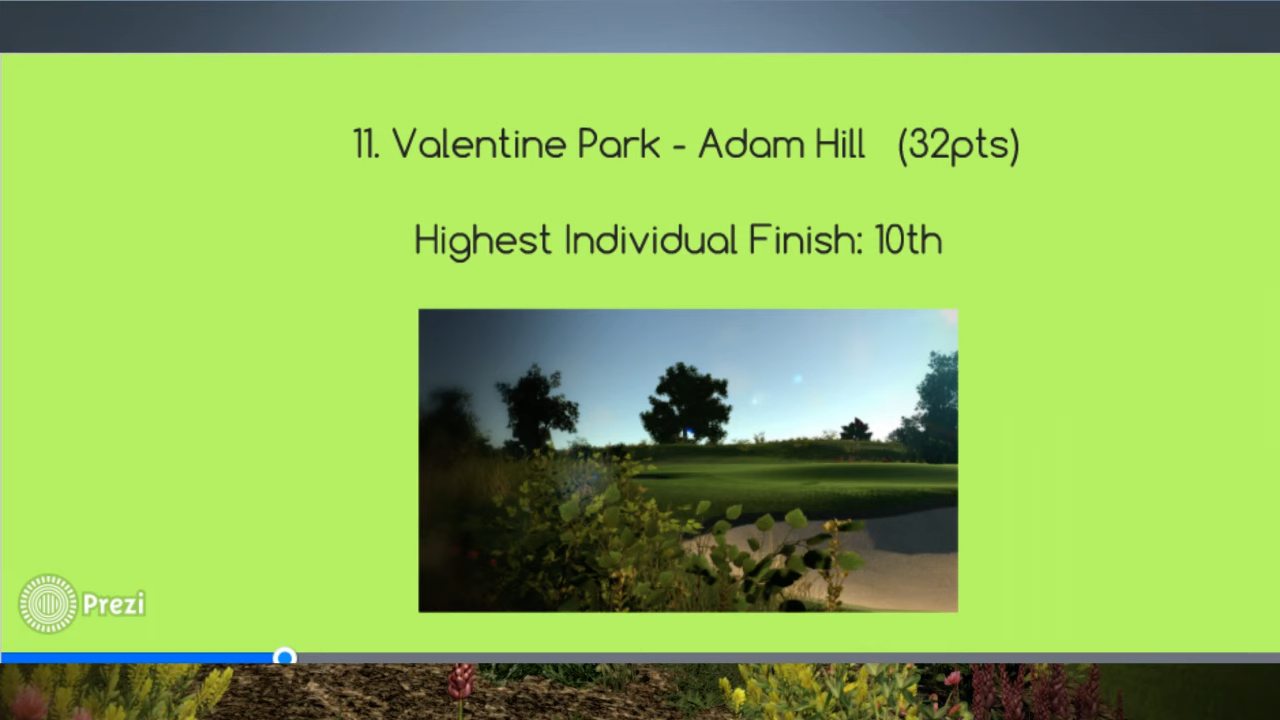 11. Valentine Park - Adam Hill (32pts)
Highest Individual Finish: 10th
Prezi